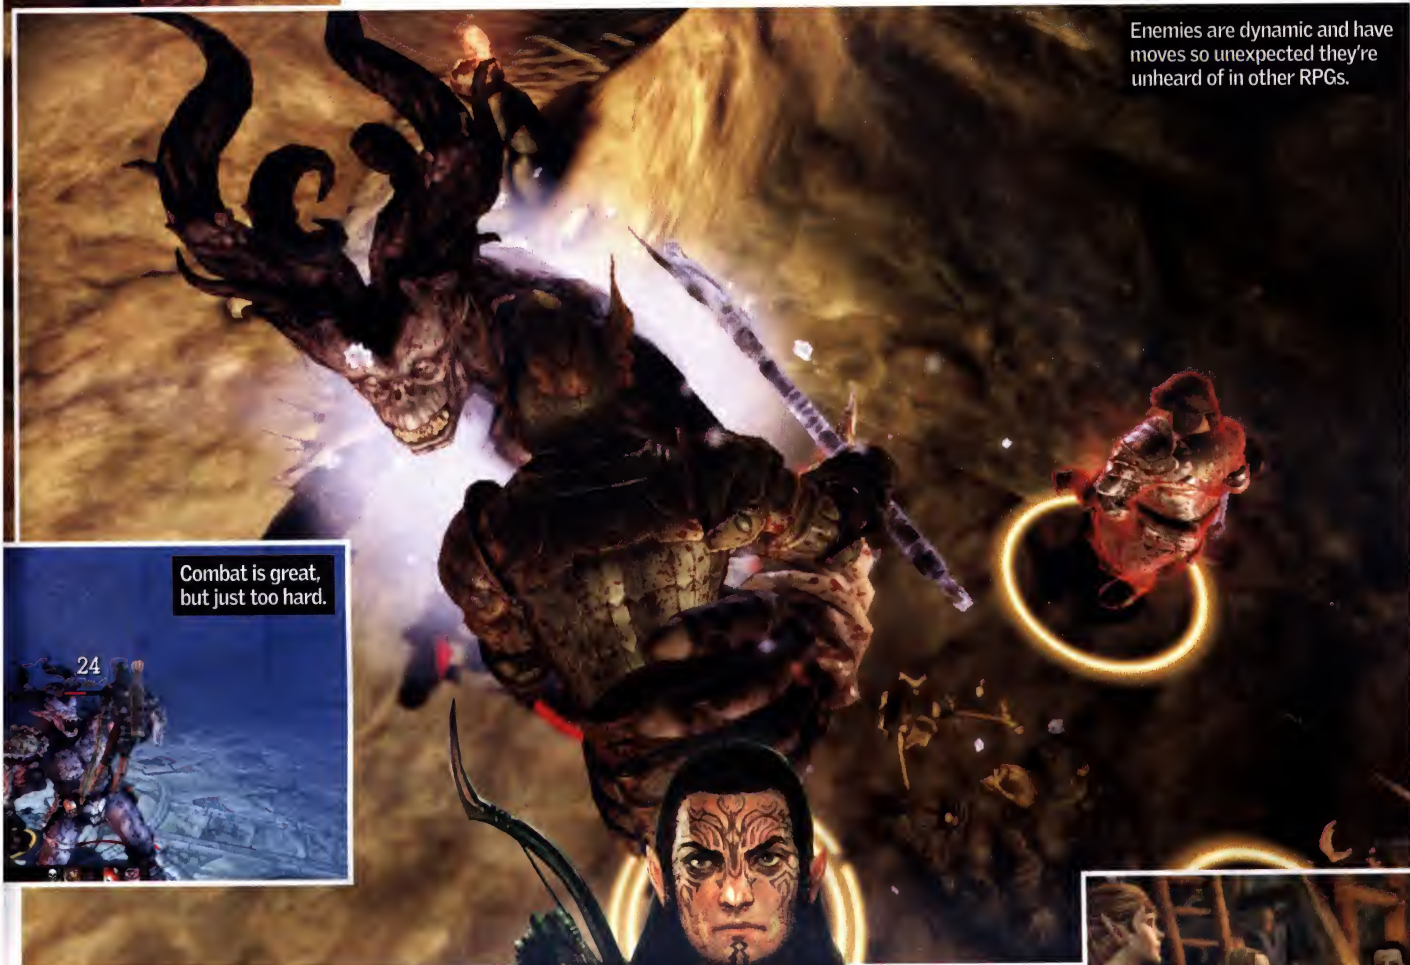 Enemies are dynamic and have
moves so unexpected they're
unheard of in other RPGs.
Combat is great,
but just too hard.
24